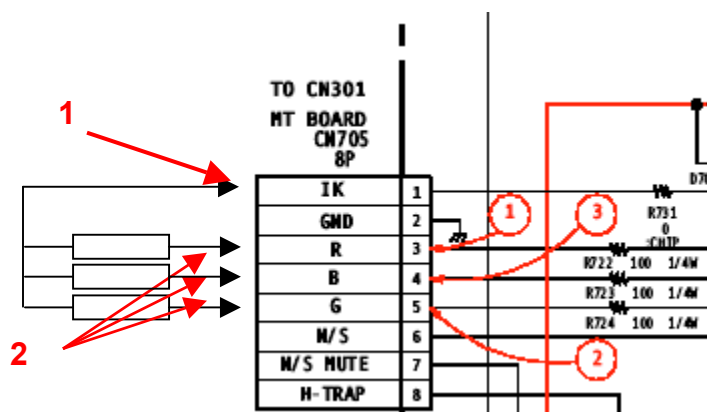 TO CN301
MT BOARD
CN705
8P
1
2
IK 1
GND 2
R 3
B 4
G 5
N/S 6
N/S MUTE 7
H-TRAP 8
1
3
2
R731
0
:CHIP
R722 100 1/4W
R723 100 1/4W
R724 100 1/4W